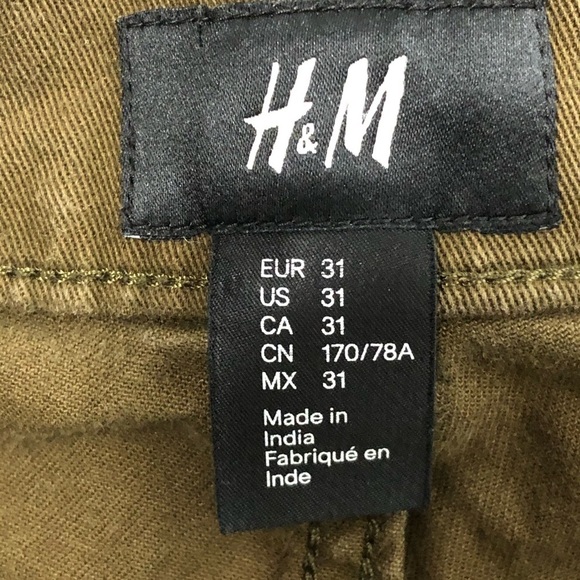 H&M
EUR 31
US 31
CA 31
CN 170/78A
MX 31
Made in
India
Fabriqué en
Inde